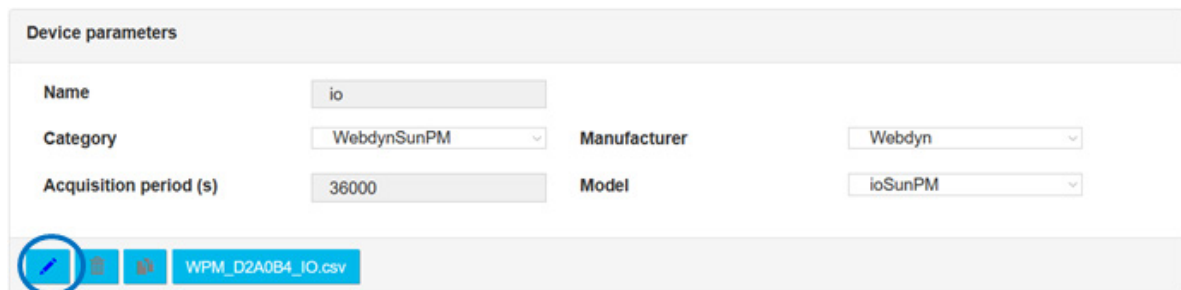 Device parameters
Name io
Category WebdynSunPM Manufacturer Webdyn
Acquisition period (s) 36000 Model ioSunPM
WPM_D2A0B4_IO.csv